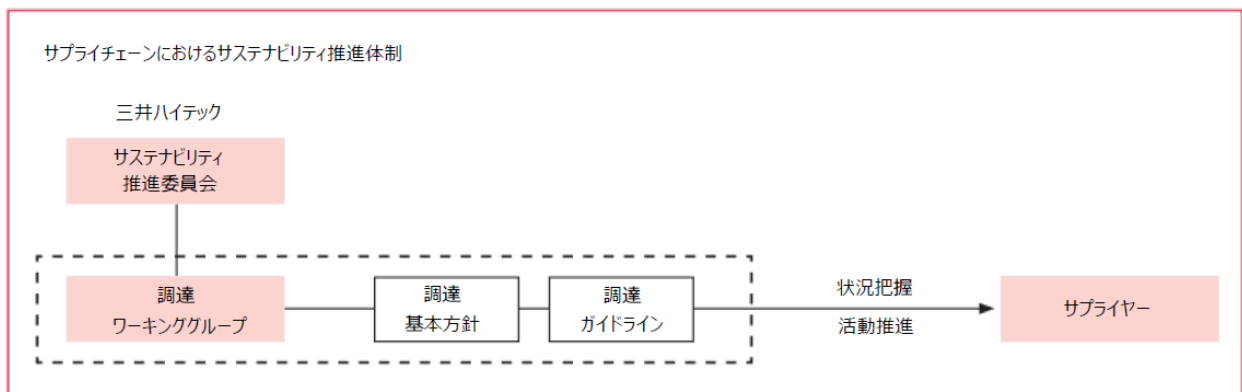 サプライチェーンにおけるサステナビリティ推進体制
三井ハイテック
サステナビリティ
推進委員会
調達
ワーキンググループ
調達
基本方針
調達
ガイドライン
状況把握
活動推進
サプライヤー